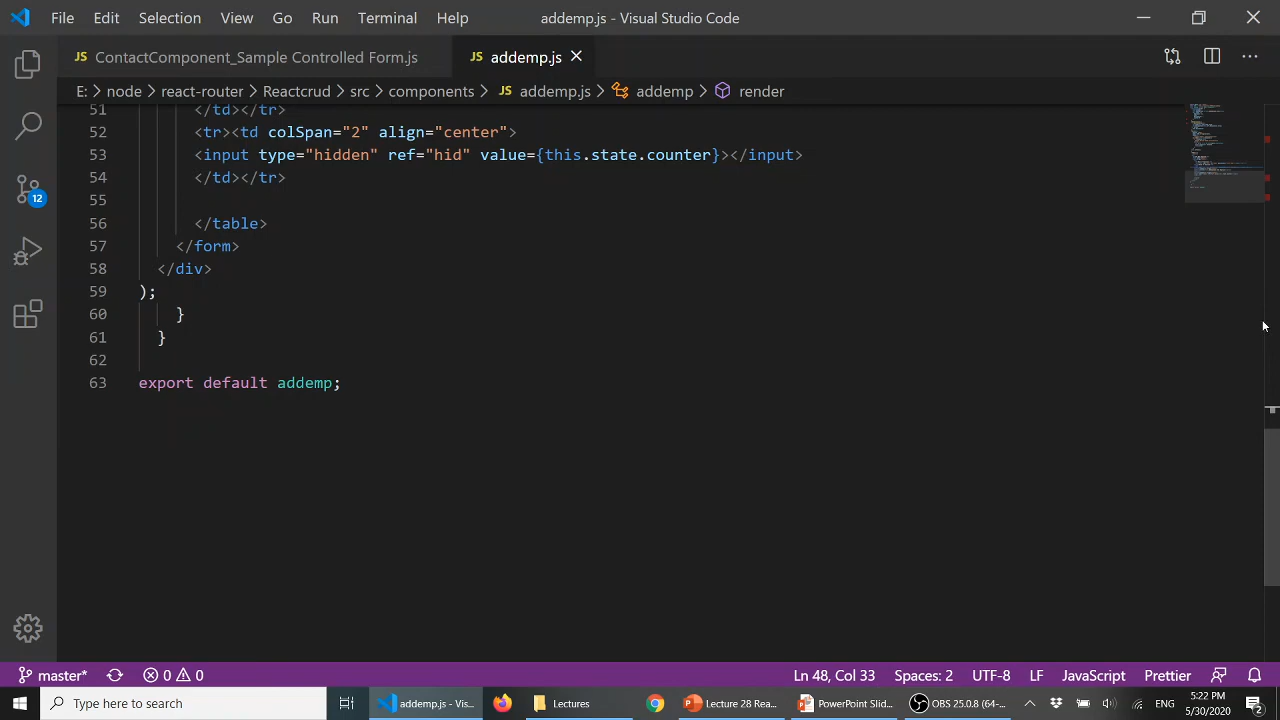 File Edit Selection View Go Run Terminal Help addemp.js - Visual Studio Code
JS ContactComponent_Sample Controlled Form.js JS addemp.js
E: > node > react-router > Reactcrud > src > components > JS addemp.js > addemp > render
51 </td></tr>
52 <tr><td colSpan="2" align="center">
53 <input type="hidden" ref="hid" value={this.state.counter}></input>
54 </td></tr>
55
56 </table>
57 </form>
58 </div>
59 );
60 }
61 }
62
63 export default addemp;
12
master* 0 0 Ln 48, Col 33 Spaces: 2 UTF-8 LF JavaScript Prettier
Type here to search addemp.js - Vis... Lectures Lecture 28 Rea... PowerPoint Slid... OBS 25.0.8 (64-... ENG 5:22 PM
5/30/2020 2